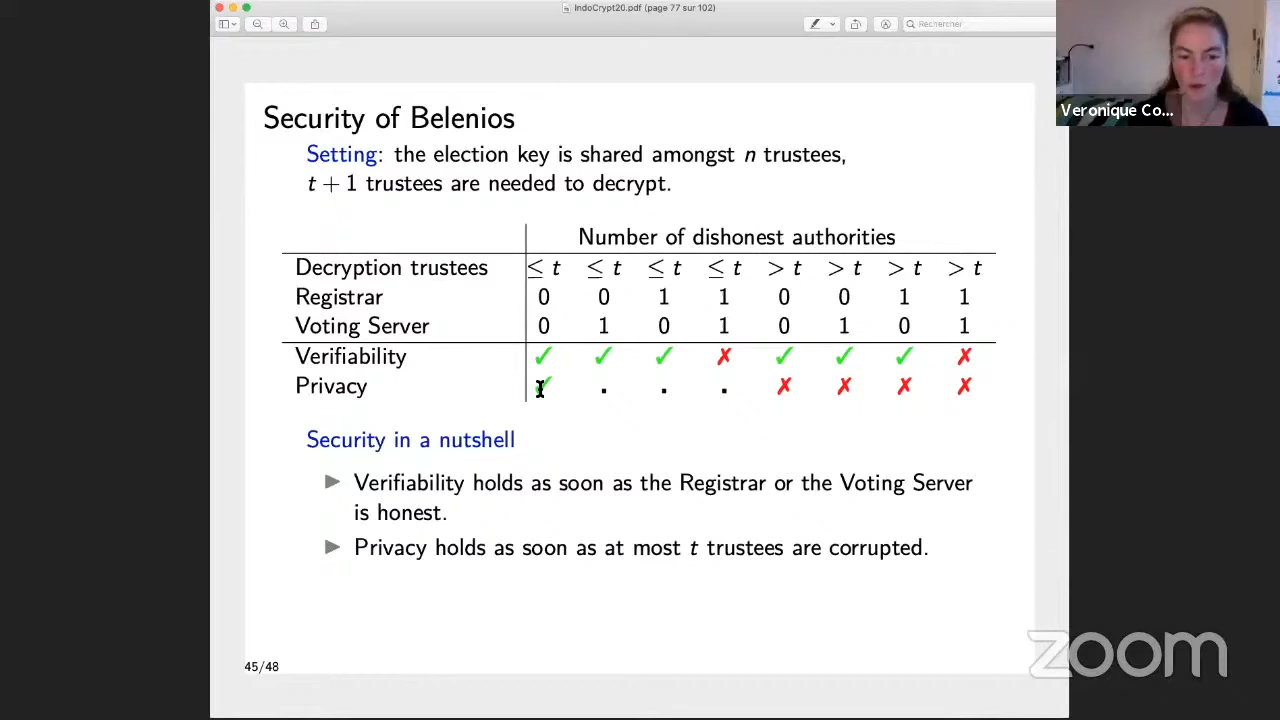 IndoCrypt20.pdf (page 77 sur 102)
Rechercher
Veronique Co...
Security of Belenios
Setting: the election key is shared amongst n trustees,
t + 1 trustees are needed to decrypt.
Number of dishonest authorities
Decryption trustees ≤ t ≤ t ≤ t ≤ t > t > t > t > t
Registrar 0 0 1 1 0 0 1 1
Voting Server 0 1 0 1 0 1 0 1
Verifiability ✓ ✓ ✓ ✗ ✓ ✓ ✓ ✗
Privacy ✓ . . . ✗ ✗ ✗ ✗
Security in a nutshell
▶ Verifiability holds as soon as the Registrar or the Voting Server
is honest.
▶ Privacy holds as soon as at most t trustees are corrupted.
45/48
zoom